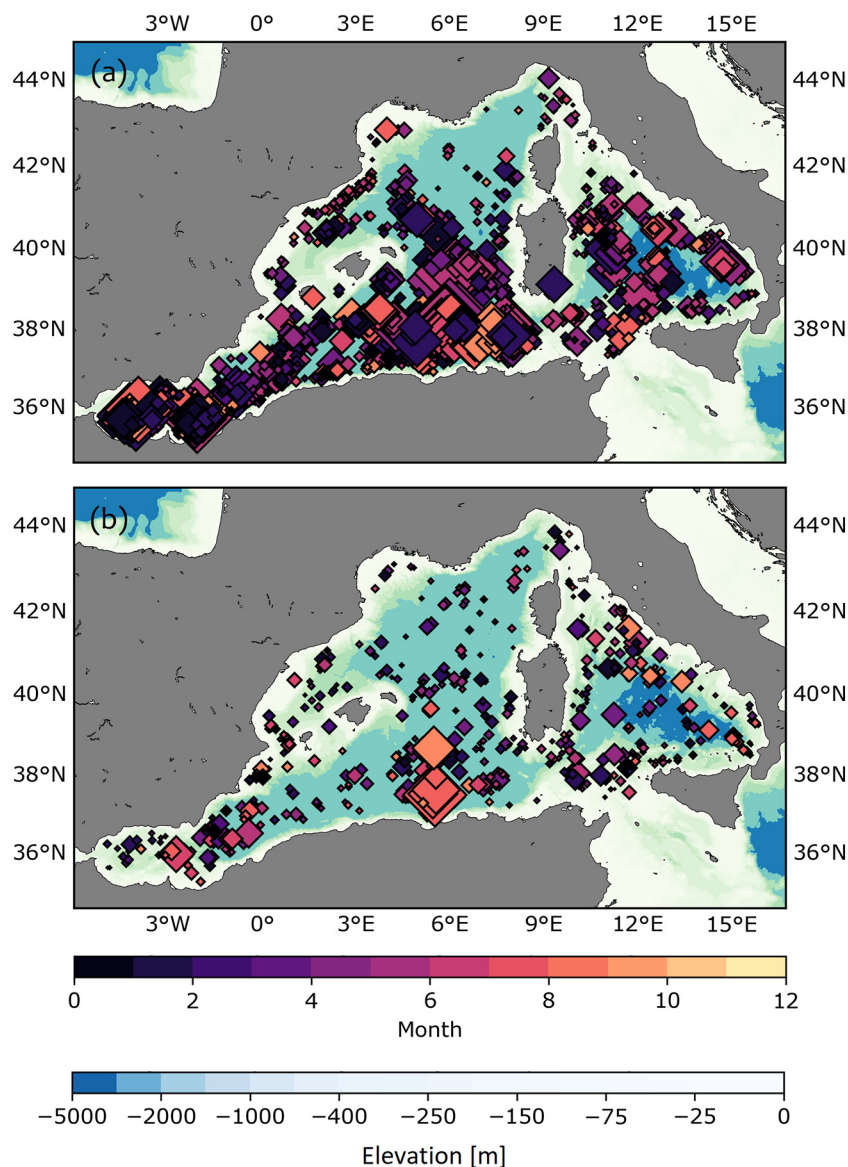 3°W 0° 3°E 6°E 9°E 12°E 15°E
(a)
44°N 44°N
42°N 42°N
40°N 40°N
38°N 38°N
36°N 36°N
(b)
44°N 44°N
42°N 42°N
40°N 40°N
38°N 38°N
36°N 36°N
3°W 0° 3°E 6°E 9°E 12°E 15°E
0 2 4 6 8 10 12
Month
−5000 −2000 −1000 −400 −250 −150 −75 −25 0
Elevation [m]